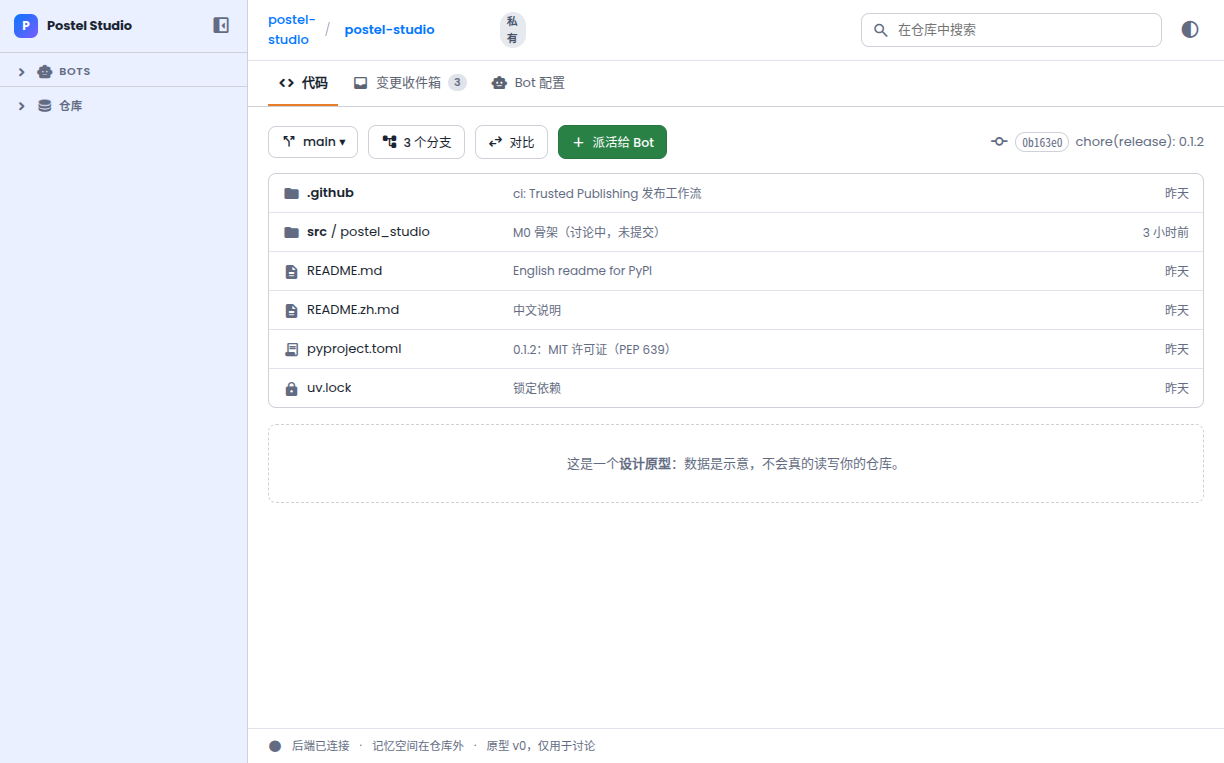 P Postel Studio
BOTS
仓库
postel-studio / postel-studio 私有
在仓库中搜索
代码 变更收件箱 3 Bot 配置
main ▾ 3 个分支 对比 + 派活给 Bot 0b163e0 chore(release): 0.1.2
.github ci: Trusted Publishing 发布工作流 昨天
src / postel_studio M0 骨架（讨论中，未提交） 3 小时前
README.md English readme for PyPI 昨天
README.zh.md 中文说明 昨天
pyproject.toml 0.1.2：MIT 许可证（PEP 639） 昨天
uv.lock 锁定依赖 昨天
这是一个设计原型：数据是示意，不会真的读写你的仓库。
后端已连接 · 记忆空间在仓库外 · 原型 v0，仅用于讨论